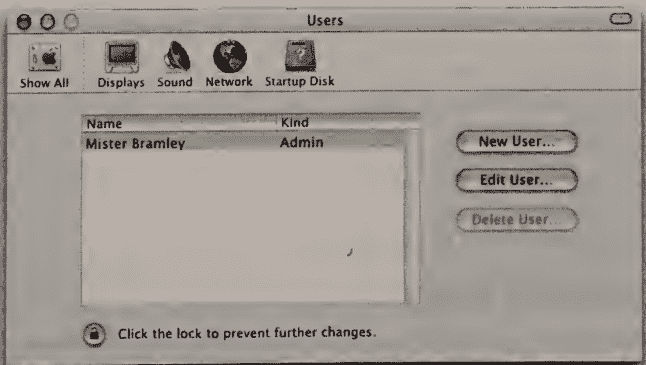 Users
Show All
Displays Sound Network Startup Disk
Name Kind
Mister Bramley Admin
New User...
Edit User...
Delete User...
Click the lock to prevent further changes.